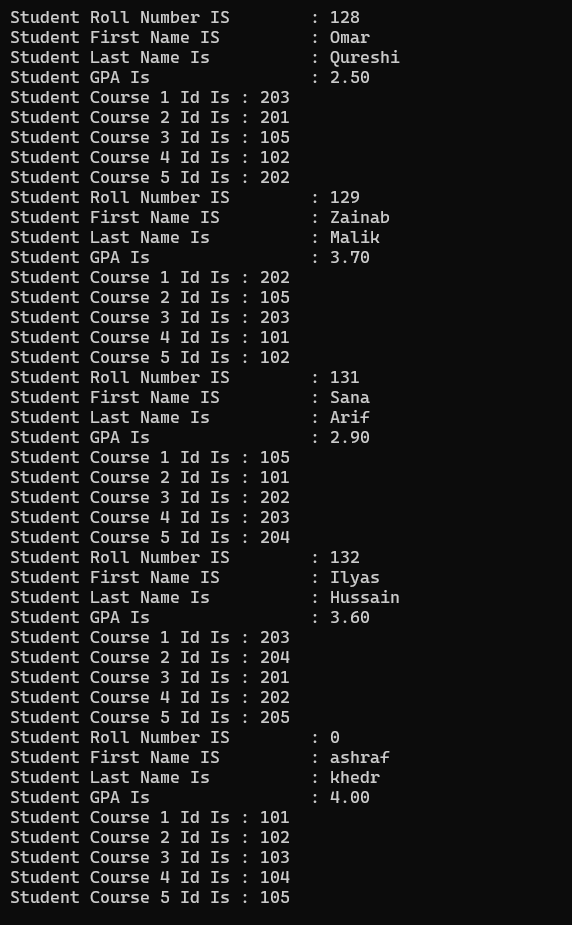 Student Roll Number IS        : 128
Student First Name IS         : Omar
Student Last Name Is          : Qureshi
Student GPA Is                : 2.50
Student Course 1 Id Is : 203
Student Course 2 Id Is : 201
Student Course 3 Id Is : 105
Student Course 4 Id Is : 102
Student Course 5 Id Is : 202
Student Roll Number IS        : 129
Student First Name IS         : Zainab
Student Last Name Is          : Malik
Student GPA Is                : 3.70
Student Course 1 Id Is : 202
Student Course 2 Id Is : 105
Student Course 3 Id Is : 203
Student Course 4 Id Is : 101
Student Course 5 Id Is : 102
Student Roll Number IS        : 131
Student First Name IS         : Sana
Student Last Name Is          : Arif
Student GPA Is                : 2.90
Student Course 1 Id Is : 105
Student Course 2 Id Is : 101
Student Course 3 Id Is : 202
Student Course 4 Id Is : 203
Student Course 5 Id Is : 204
Student Roll Number IS        : 132
Student First Name IS         : Ilyas
Student Last Name Is          : Hussain
Student GPA Is                : 3.60
Student Course 1 Id Is : 203
Student Course 2 Id Is : 204
Student Course 3 Id Is : 201
Student Course 4 Id Is : 202
Student Course 5 Id Is : 205
Student Roll Number IS        : 0
Student First Name IS         : ashraf
Student Last Name Is          : khedr
Student GPA Is                : 4.00
Student Course 1 Id Is : 101
Student Course 2 Id Is : 102
Student Course 3 Id Is : 103
Student Course 4 Id Is : 104
Student Course 5 Id Is : 105